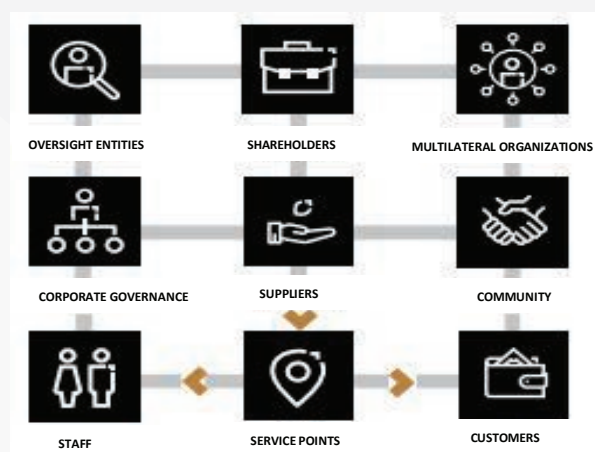 OVERSIGHT ENTITIES
SHAREHOLDERS
MULTILATERAL ORGANIZATIONS
CORPORATE GOVERNANCE
SUPPLIERS
COMMUNITY
STAFF
SERVICE POINTS
CUSTOMERS